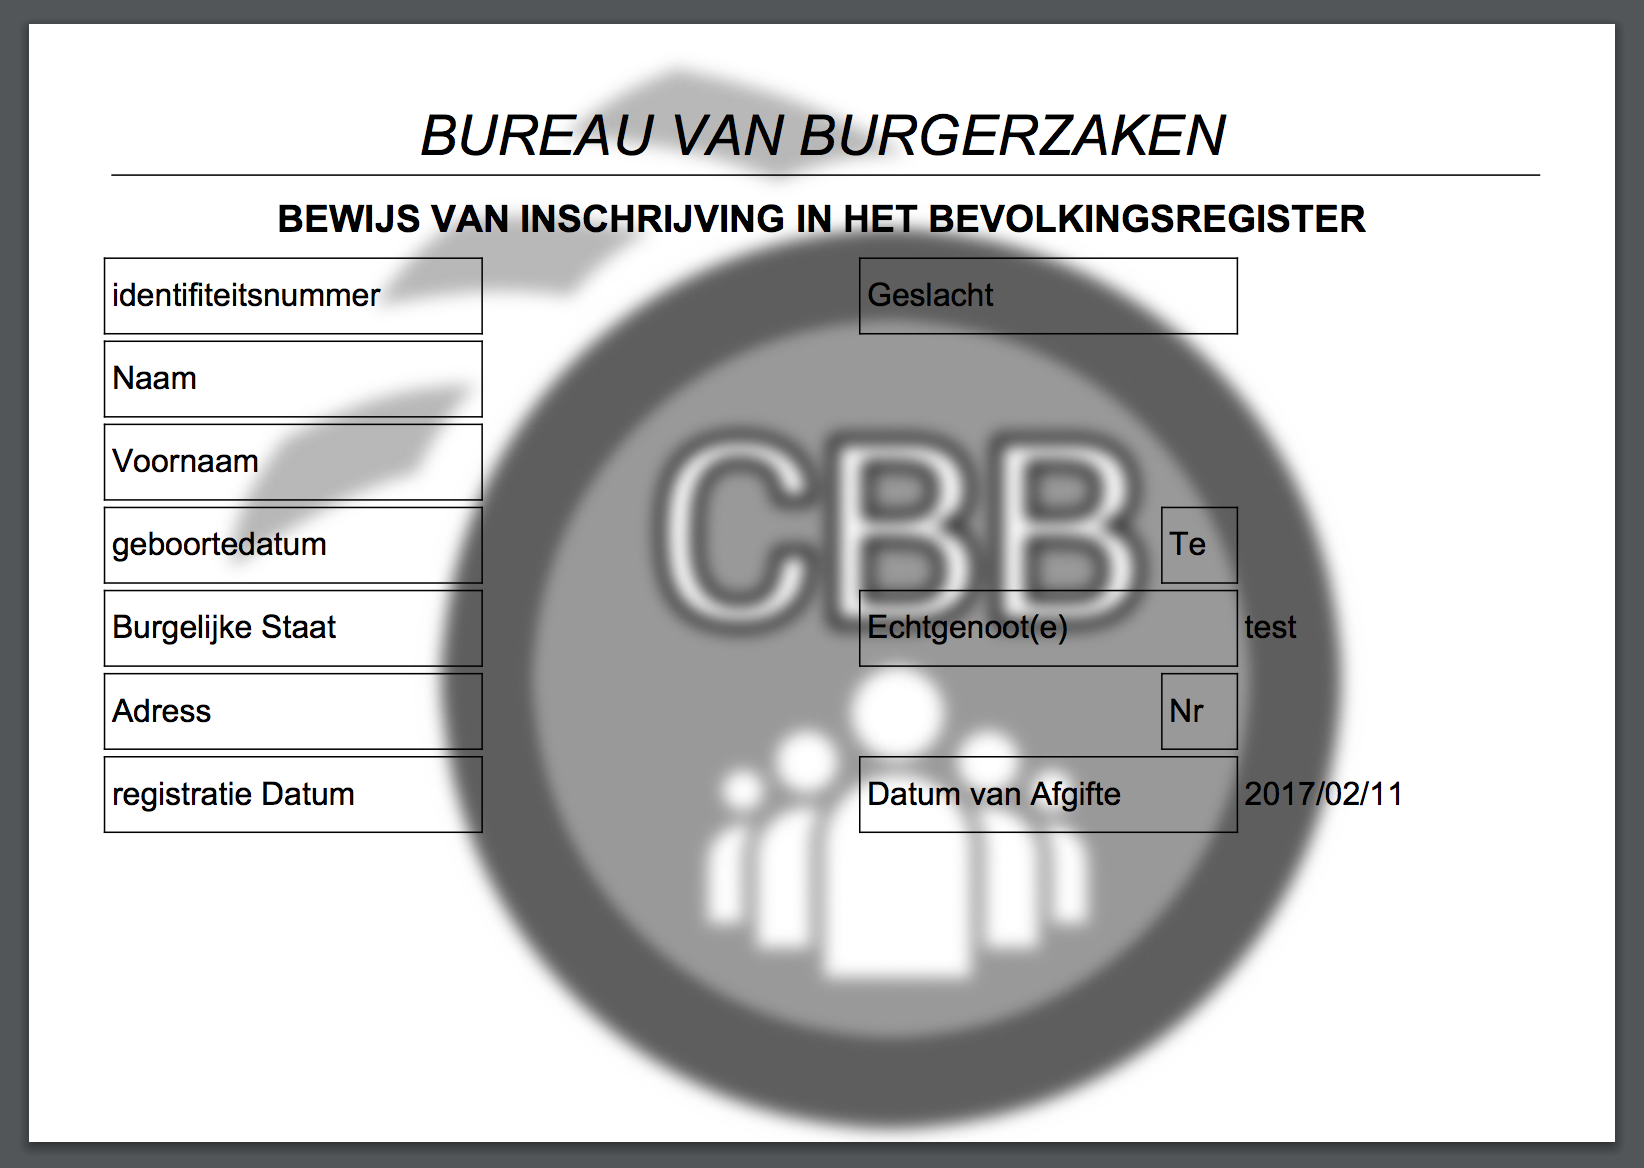 BUREAU VAN BURGERZAKEN
BEWIJS VAN INSCHRIJVING IN HET BEVOLKINGSREGISTER
identifiteitsnummer Geslacht
Naam
Voornaam
CBB
geboortedatum Te
Burgelijke Staat Echtgenoot(e) test
Adress Nr
registratie Datum Datum van Afgifte 2017/02/11